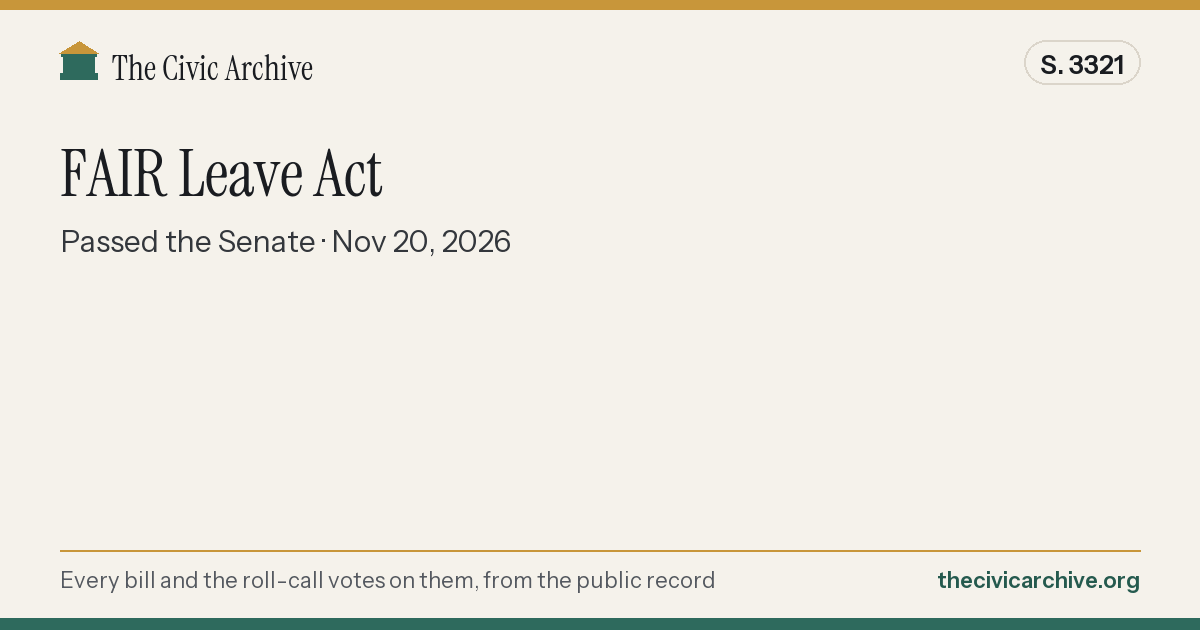 The Civic Archive
S. 3321
FAIR Leave Act
Passed the Senate · Nov 20, 2026
Every bill and the roll-call votes on them, from the public record
thecivicarchive.org